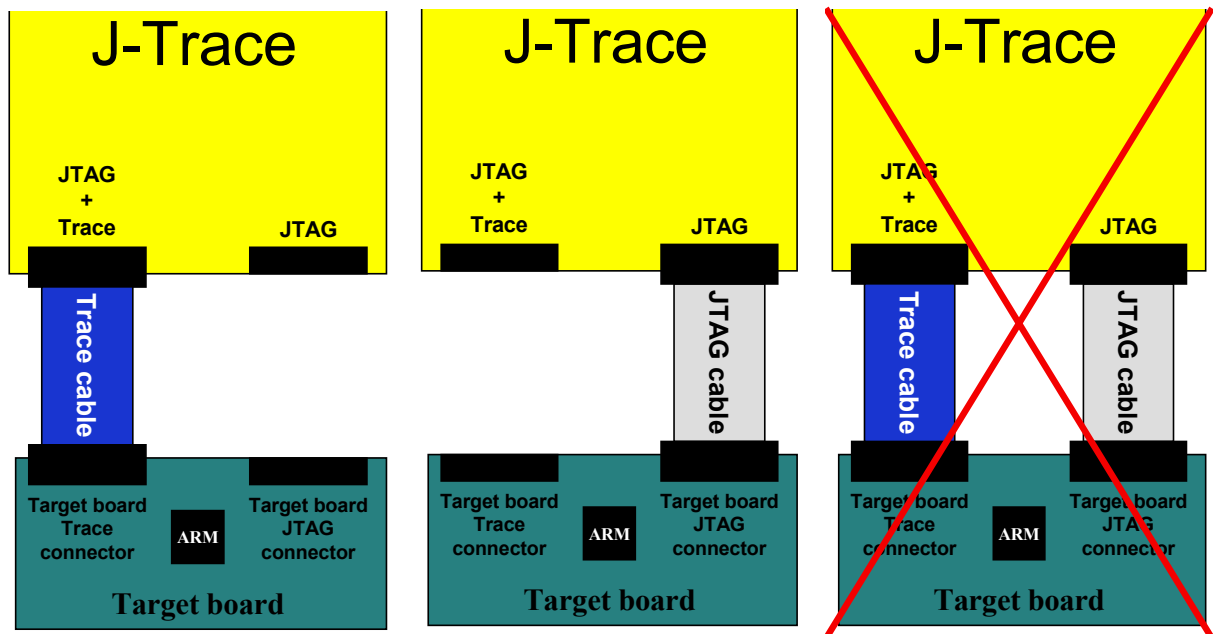 J-Trace
JTAG
+
Trace
JTAG
Trace cable
Target board
Trace
connector
ARM
Target board
JTAG
connector
Target board
J-Trace
JTAG
+
Trace
JTAG
JTAG cable
Target board
Trace
connector
ARM
Target board
JTAG
connector
Target board
J-Trace
JTAG
+
Trace
JTAG
Trace cable
JTAG cable
Target board
Trace
connector
ARM
Target board
JTAG
connector
Target board